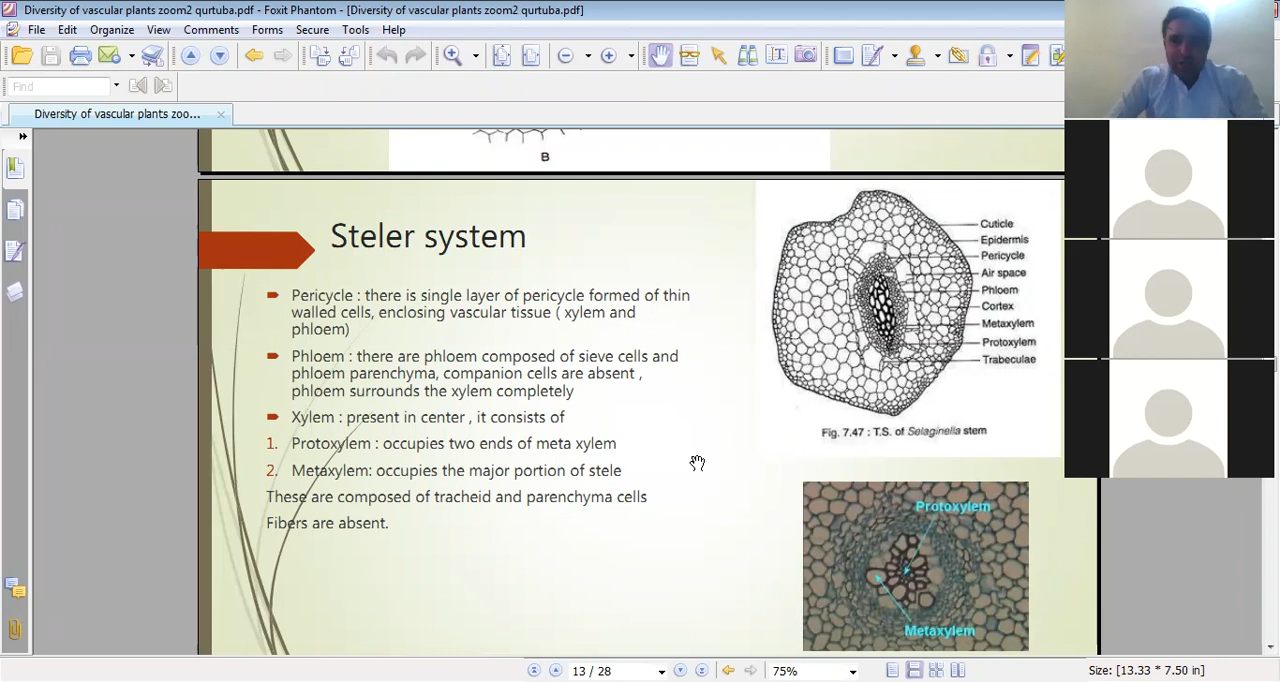 Diversity of vascular plants zoom2 qurtuba.pdf - Foxit Phantom - [Diversity of vascular plants zoom2 qurtuba.pdf]
File Edit Organize View Comments Forms Secure Tools Help
Find
Diversity of vascular plants zoo...
B
Steler system
Pericycle : there is single layer of pericycle formed of thin
walled cells, enclosing vascular tissue ( xylem and
phloem)
Phloem : there are phloem composed of sieve cells and
phloem parenchyma, companion cells are absent ,
phloem surrounds the xylem completely
Xylem : present in center , it consists of
1. Protoxylem : occupies two ends of meta xylem
2. Metaxylem: occupies the major portion of stele
These are composed of tracheid and parenchyma cells
Fibers are absent.
Cuticle
Epidermis
Pericycle
Air space
Phloem
Cortex
Metaxylem
Protoxylem
Trabeculae
Fig. 7.47 : T.S. of Selaginella stem
Protoxylem
Metaxylem
13 / 28
75%
Size: [13.33 * 7.50 in]